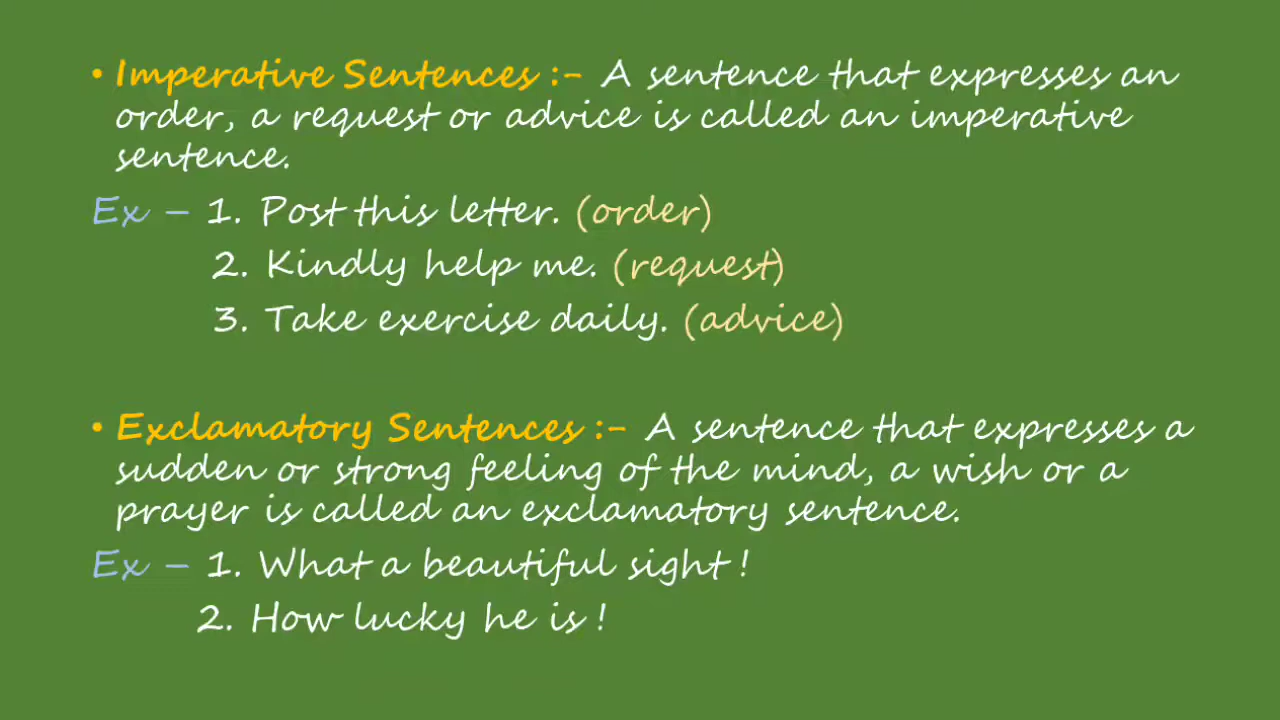 • Imperative Sentences :- A sentence that expresses an
order, a request or advice is called an imperative
sentence.
Ex – 1. Post this letter. (order)
2. Kindly help me. (request)
3. Take exercise daily. (advice)
• Exclamatory Sentences :- A sentence that expresses a
sudden or strong feeling of the mind, a wish or a
prayer is called an exclamatory sentence.
Ex – 1. What a beautiful sight !
2. How lucky he is !